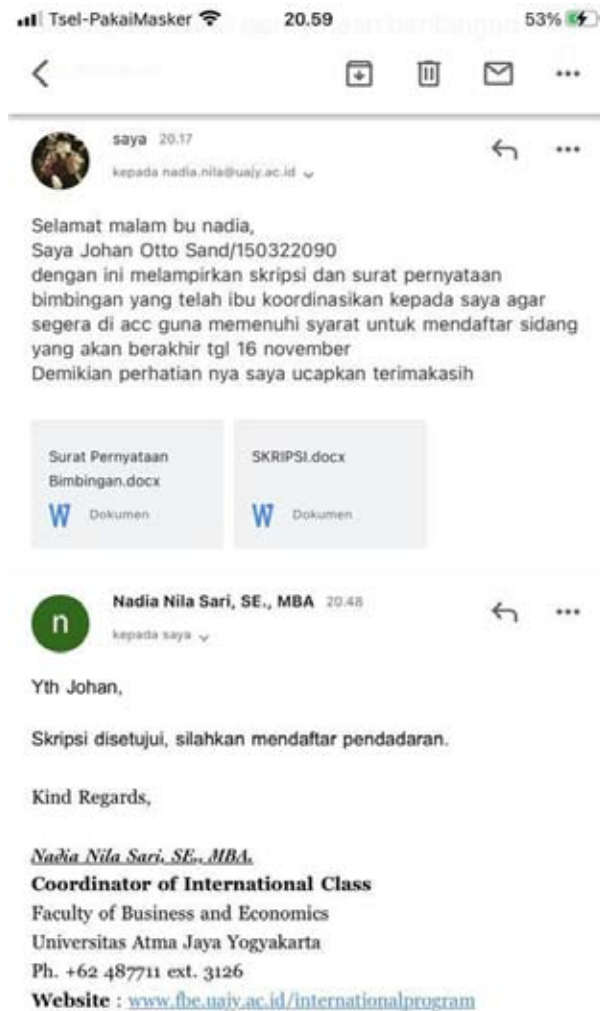 Tsel-PakaiMasker 20.59 53%
saya 20.17
kepada nadia.nila@uajy.ac.id
Selamat malam bu nadia,
Saya Johan Otto Sand/150322090
dengan ini melampirkan skripsi dan surat pernyataan
bimbingan yang telah ibu koordinasikan kepada saya agar
segera di acc guna memenuhi syarat untuk mendaftar sidang
yang akan berakhir tgl 16 november
Demikian perhatian nya saya ucapkan terimakasih
Surat Pernyataan
Bimbingan.docx
W Dokumen
SKRIPSI.docx
W Dokumen
n
Nadia Nila Sari, SE., MBA 20.48
kepada saya
Yth Johan,
Skripsi disetujui, silahkan mendaftar pendadaran.
Kind Regards,
Nadia Nila Sari, SE., MBA.
Coordinator of International Class
Faculty of Business and Economics
Universitas Atma Jaya Yogyakarta
Ph. +62 487711 ext. 3126
Website : www.fbe.uajy.ac.id/internationalprogram